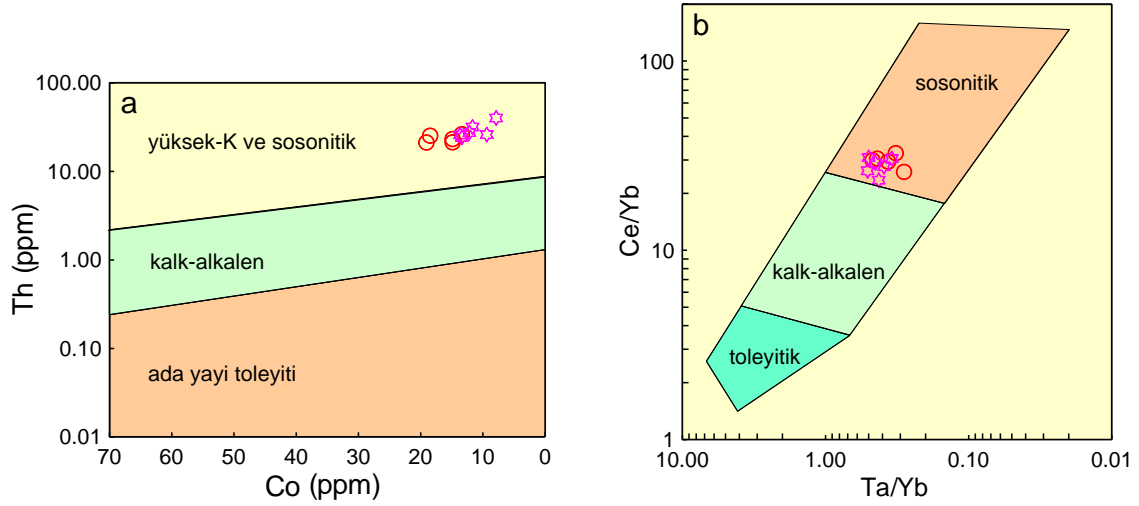 a
100.00
10.00
1.00
0.10
0.01
Th (ppm)
yüksek-K ve sosonitik
kalk-alkalen
ada yayi toleyiti
70 60 50 40 30 20 10 0
Co (ppm)
b
100
10
1
Ce/Yb
sosonitik
kalk-alkalen
toleyitik
10.00 1.00 0.10 0.01
Ta/Yb